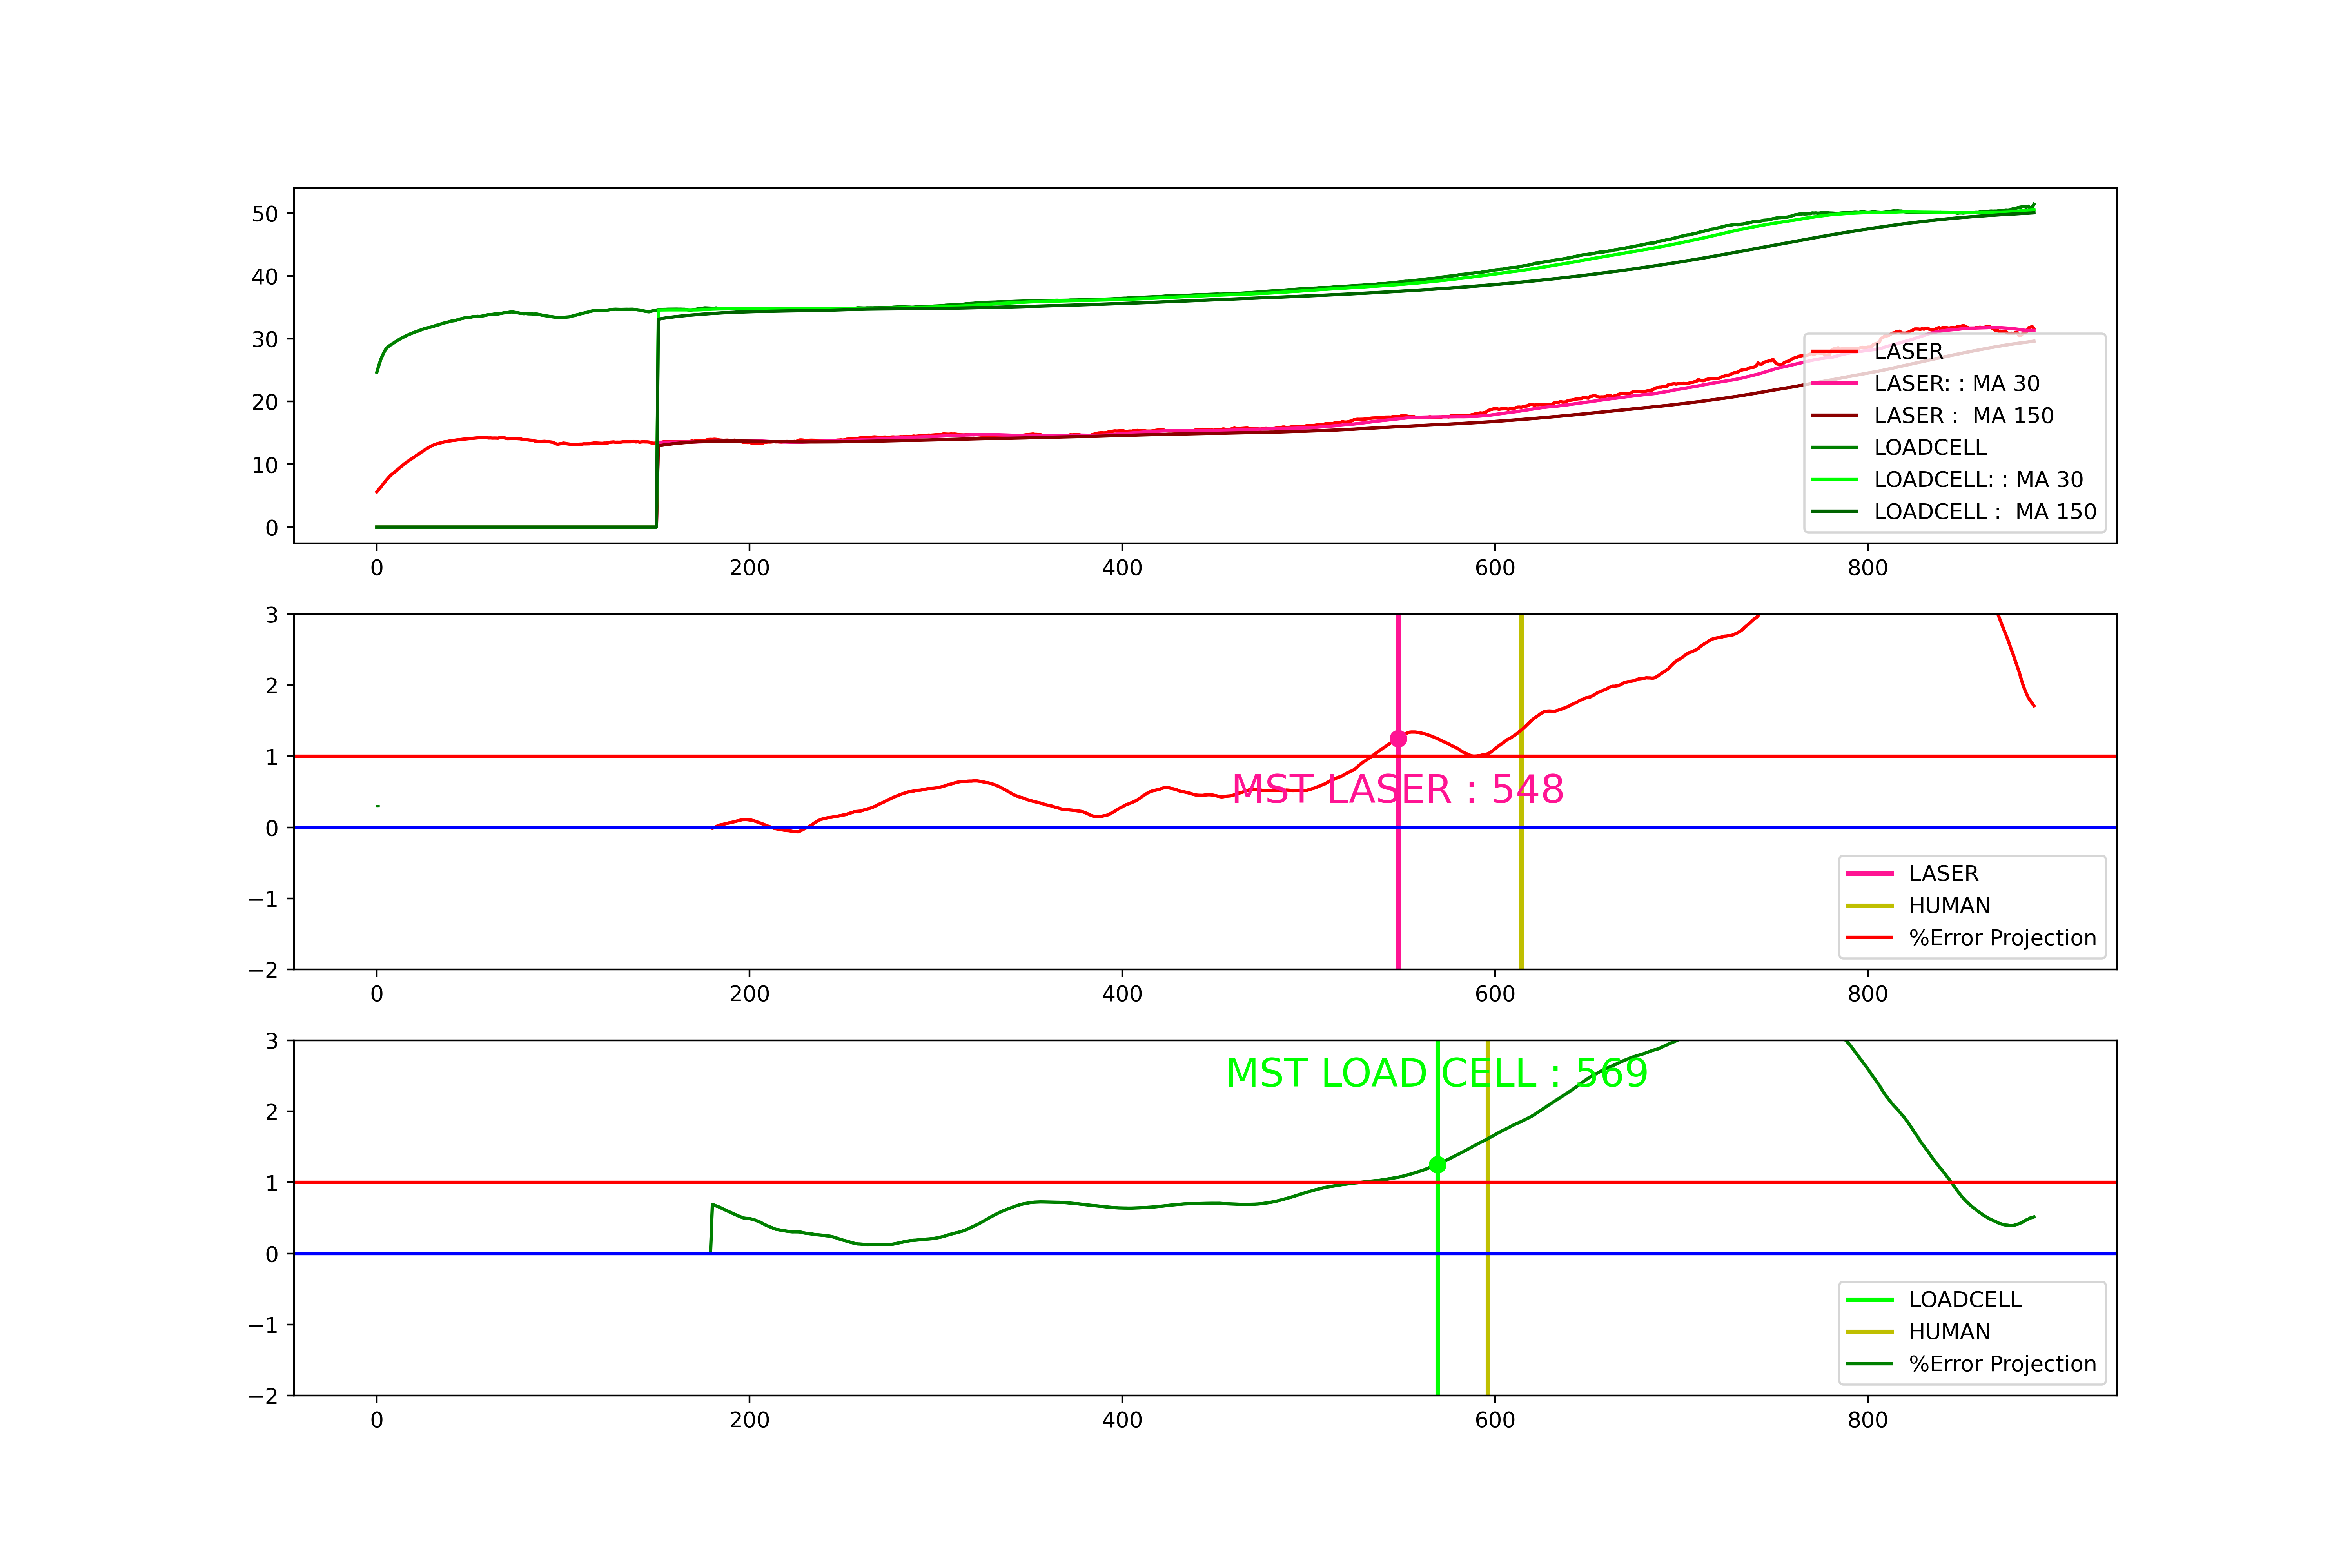 50
40
30
20
10
0
LASER
LASER: : MA 30
LASER :  MA 150
LOADCELL
LOADCELL: : MA 30
LOADCELL :  MA 150
0 200 400 600 800
3
2
1
0
−1
−2
MST LASER : 548
LASER
HUMAN
%Error Projection
0 200 400 600 800
3
2
1
0
−1
−2
MST LOAD CELL : 569
LOADCELL
HUMAN
%Error Projection
0 200 400 600 800